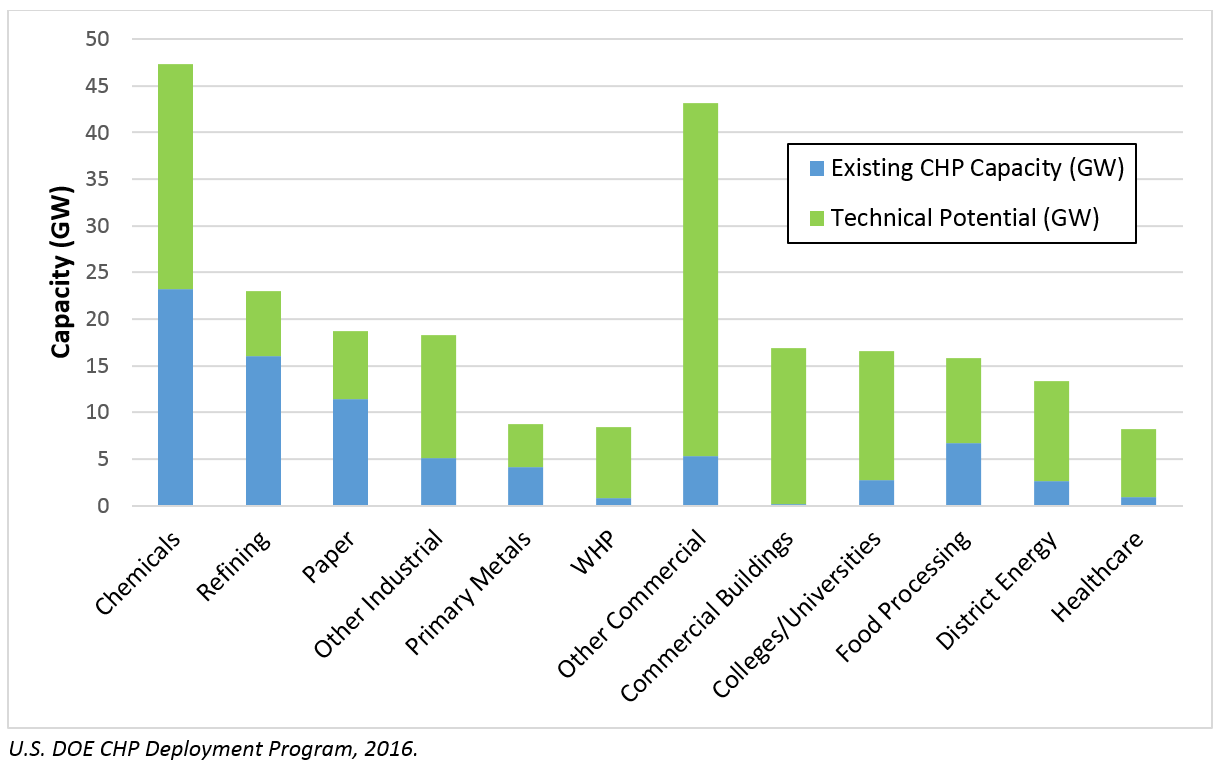 50
45
40
35
30
25
20
15
10
5
0
Capacity (GW)
Existing CHP Capacity (GW)
Technical Potential (GW)
Chemicals
Refining
Paper
Other Industrial
Primary Metals
WHP
Other Commercial
Commercial Buildings
Colleges/Universities
Food Processing
District Energy
Healthcare
U.S. DOE CHP Deployment Program, 2016.